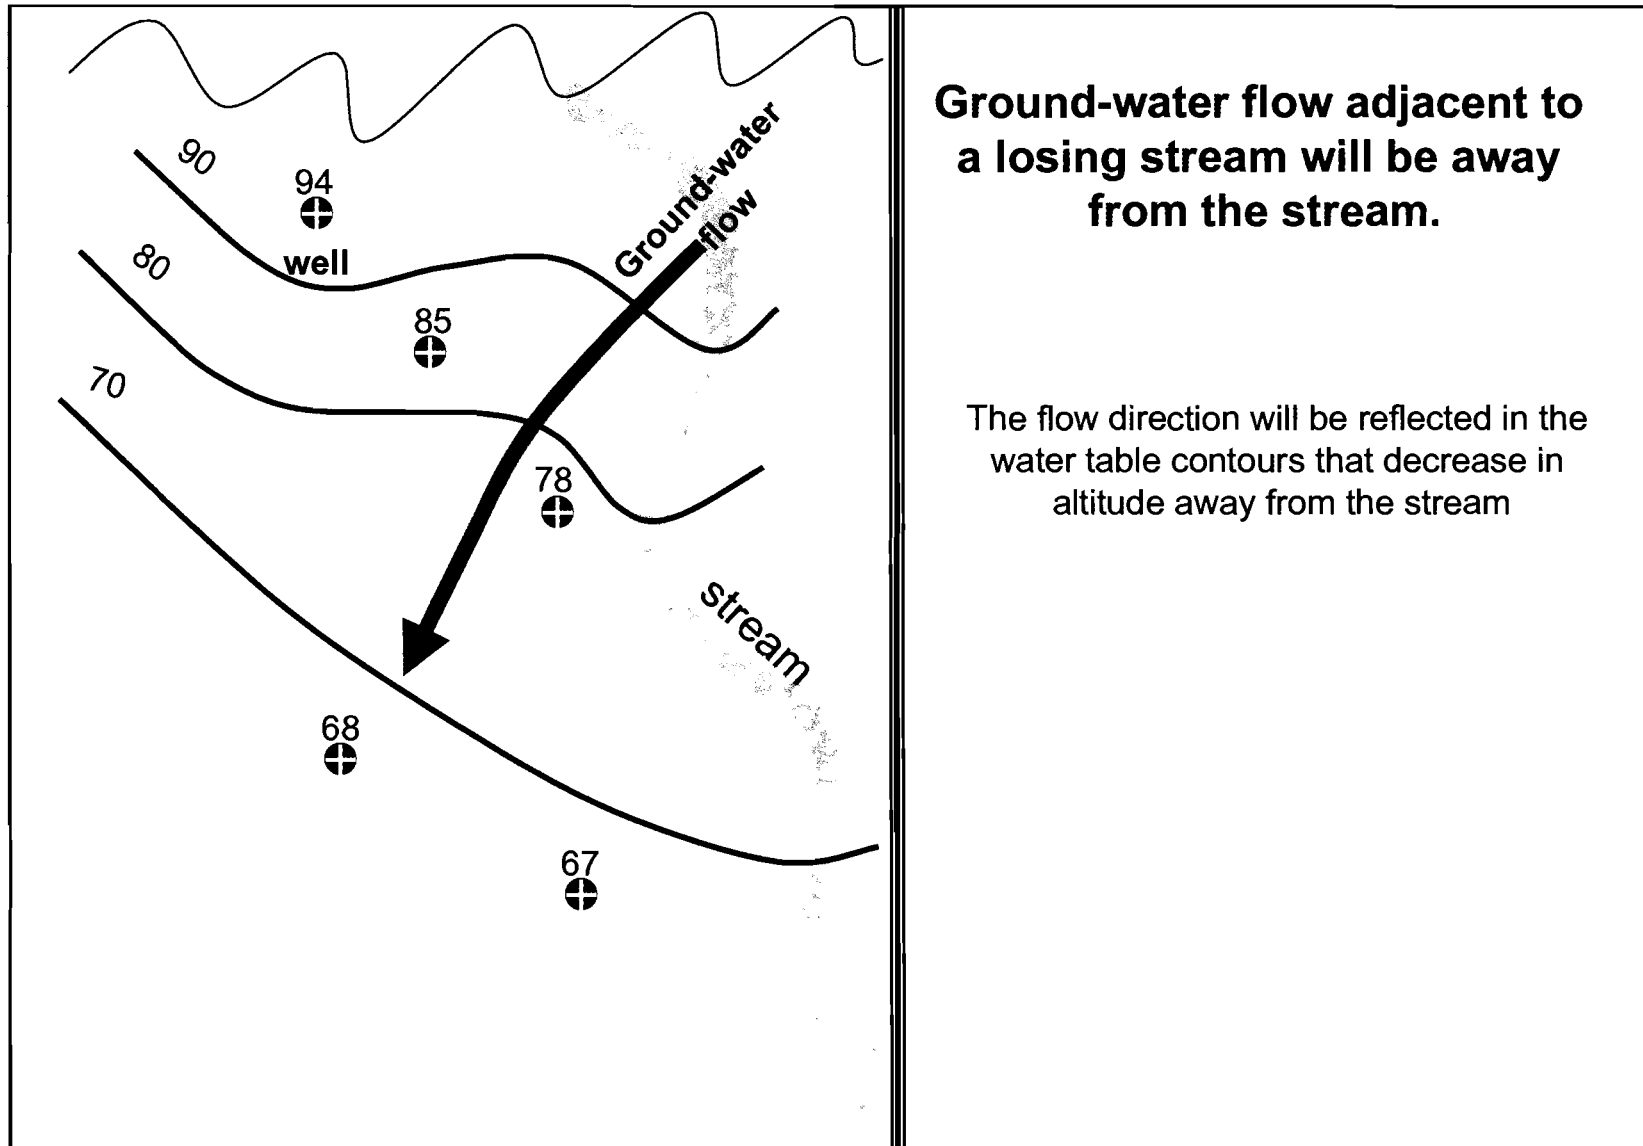 90
94
well
80
85
70
Ground-water
flow
78
stream
68
67
Ground-water flow adjacent to
a losing stream will be away
from the stream.
The flow direction will be reflected in the
water table contours that decrease in
altitude away from the stream